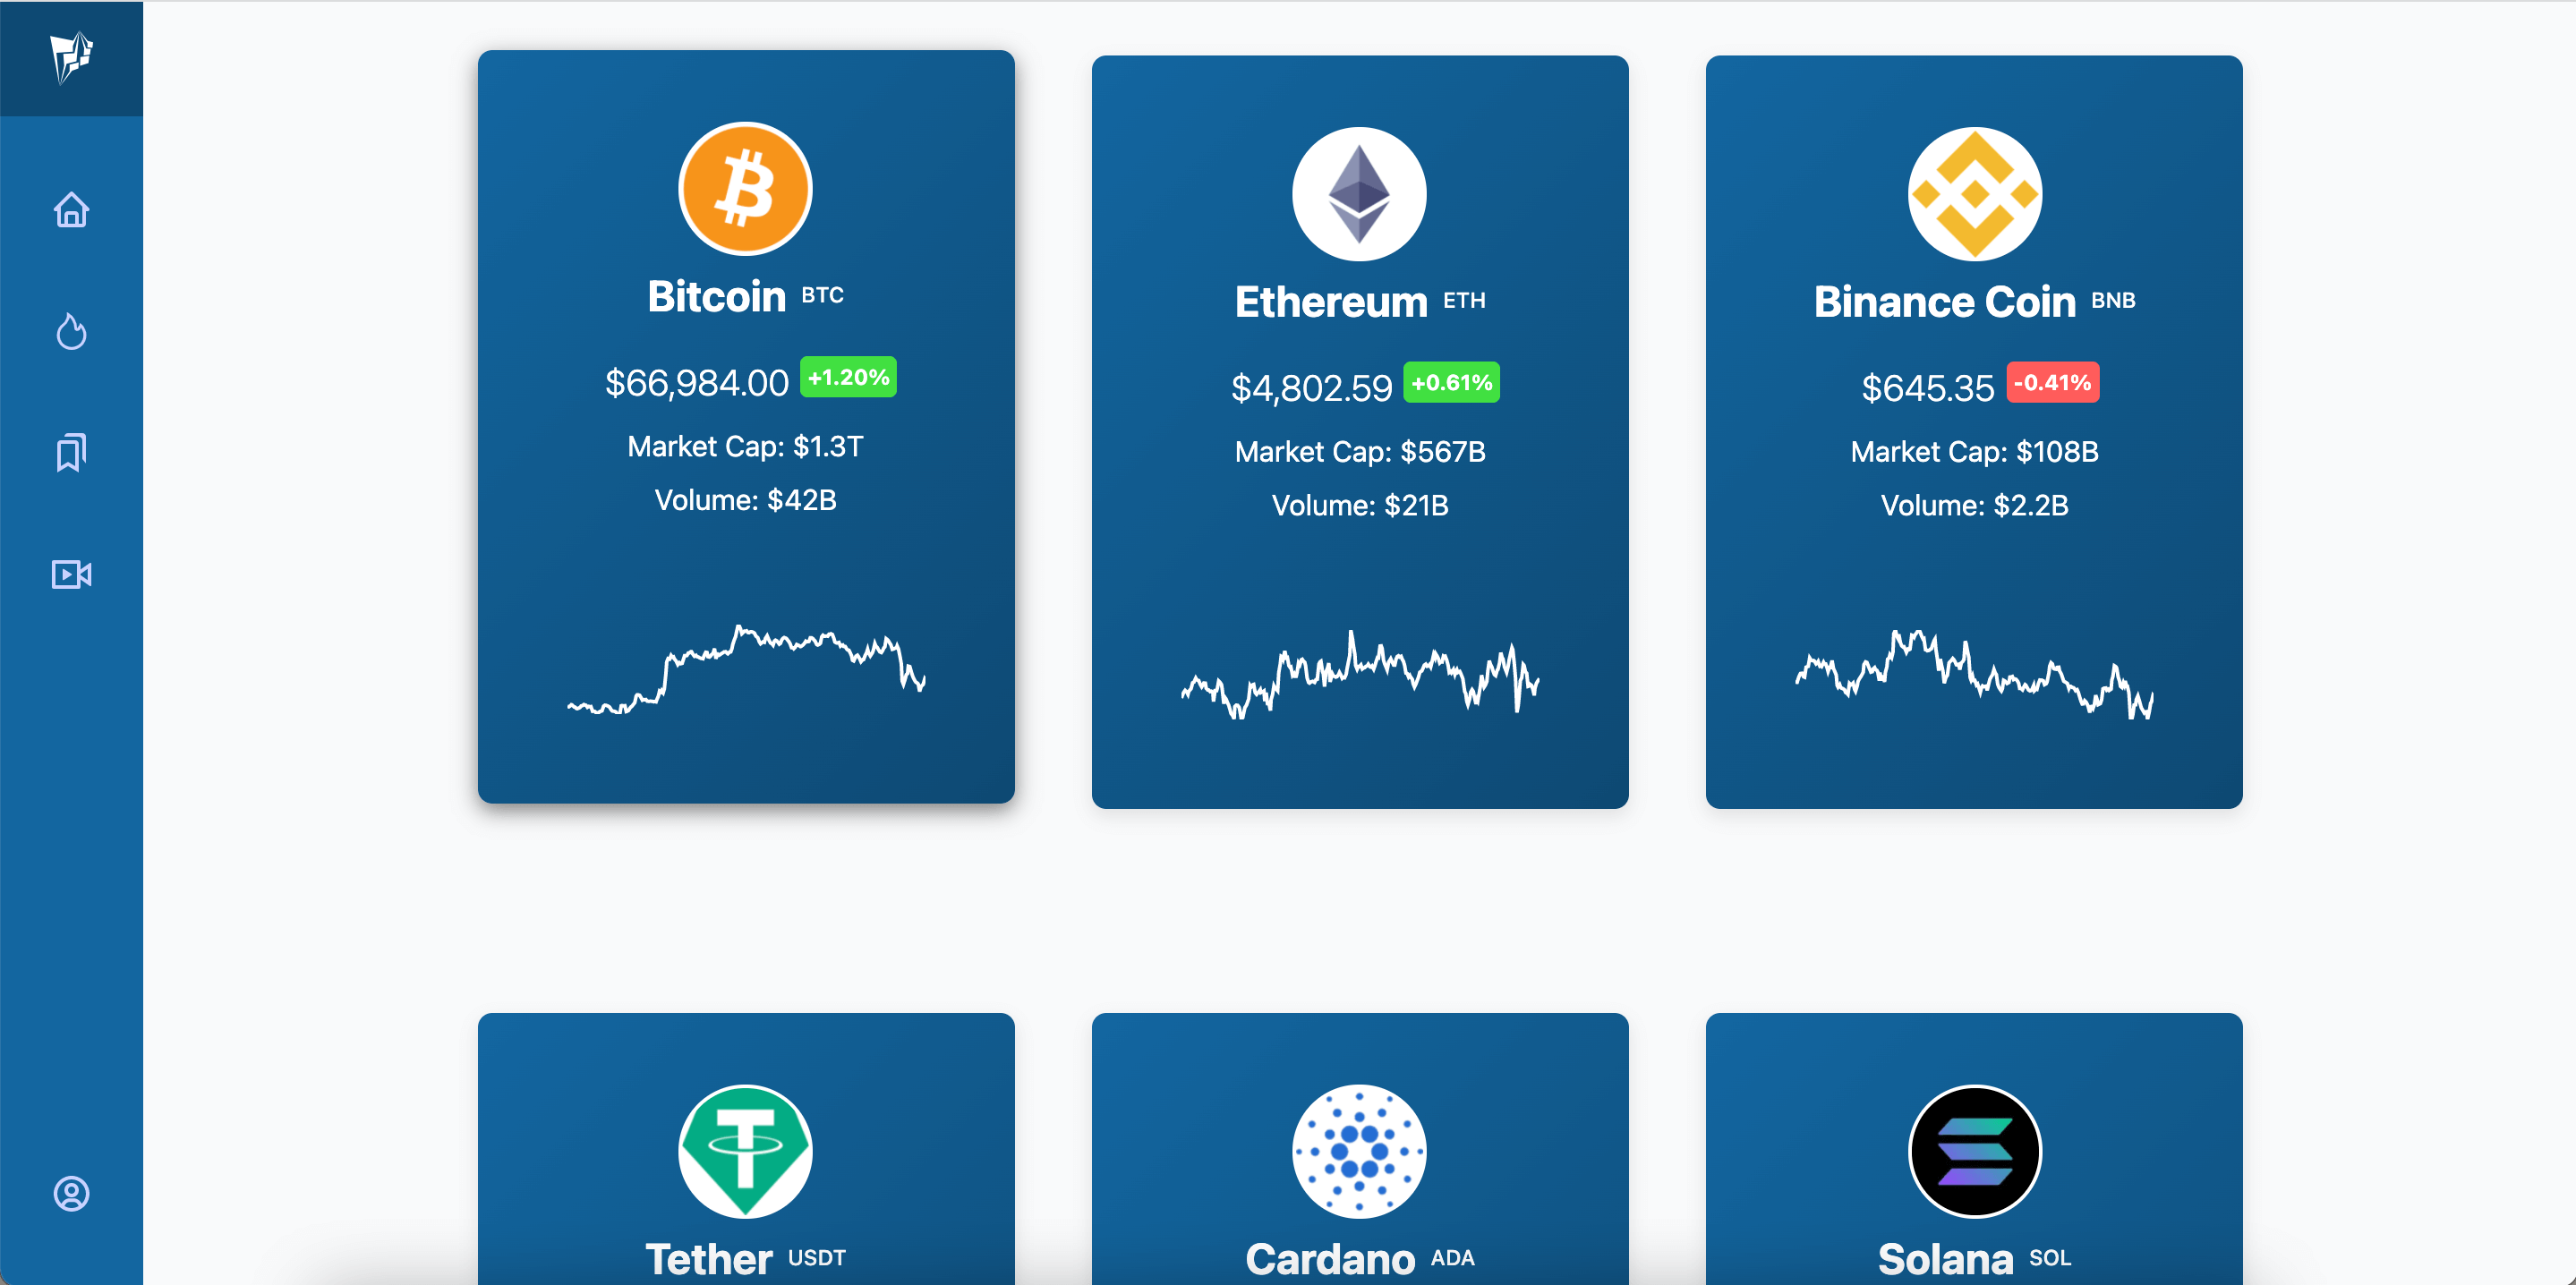 Bitcoin BTC
$66,984.00 +1.20%
Market Cap: $1.3T
Volume: $42B
Ethereum ETH
$4,802.59 +0.61%
Market Cap: $567B
Volume: $21B
Binance Coin BNB
$645.35 -0.41%
Market Cap: $108B
Volume: $2.2B
Tether USDT
Cardano ADA
Solana SOL